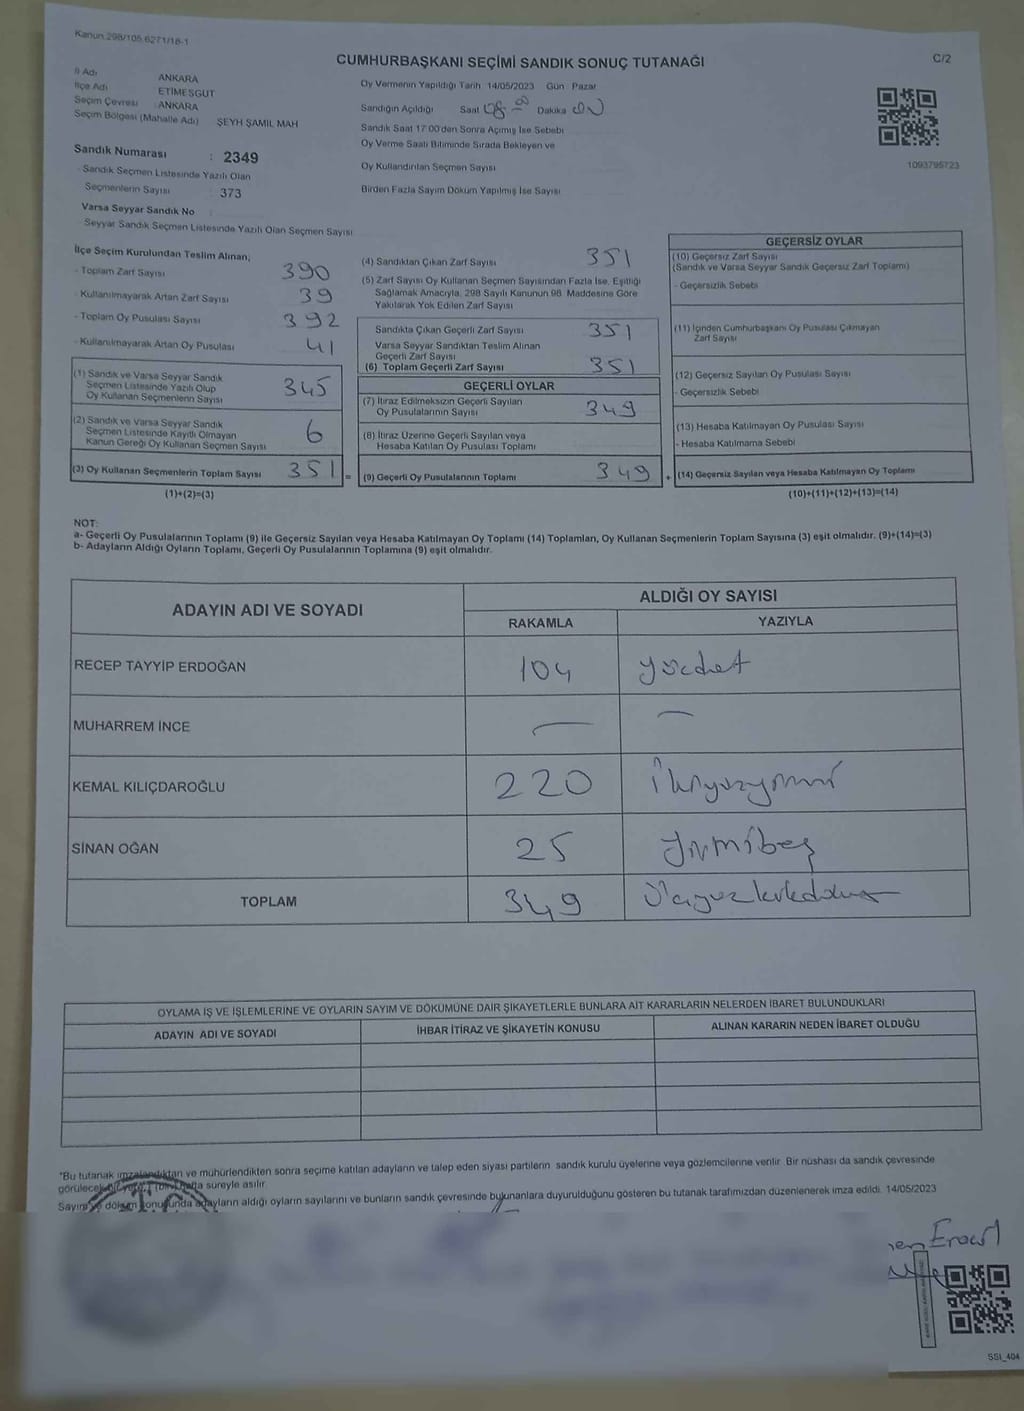 Kanun 298/105 6271/18-1
CUMHURBAŞKANI SEÇİMİ SANDIK SONUÇ TUTANAĞI
C/2
İl Adı ANKARA
İlçe Adı ETİMESGUT
Seçim Çevresi ANKARA
Seçim Bölgesi (Mahalle Adı) ŞEYH ŞAMİL MAH
Sandık Numarası : 2349
- Sandık Seçmen Listesinde Yazılı Olan
Seçmenlerin Sayısı 373
Varsa Seyyar Sandık No
- Seyyar Sandık Seçmen Listesinde Yazılı Olan Seçmen Sayısı
Oy Vermenin Yapıldığı Tarih 14/05/2023 Gün Pazar
Sandığın Açıldığı Saat 08 Dakika
Sandık Saat 17:00'den Sonra Açımış İse Sebebi
Oy Verme Saati Bitiminde Sırada Bekleyen ve
Oy Kullandırılan Seçmen Sayısı
Birden Fazla Sayım Döküm Yapılmış İse Sayısı
1093795723
İlçe Seçim Kurulundan Teslim Alınan;
- Toplam Zarf Sayısı 390
- Kullanılmayarak Artan Zarf Sayısı 39
- Toplam Oy Pusulası Sayısı 392
- Kullanılmayarak Artan Oy Pusulası 41
(1) Sandık ve Varsa Seyyar Sandık
Seçmen Listesinde Yazılı Olup
Oy Kullanan Seçmenlerin Sayısı 345
(2) Sandık ve Varsa Seyyar Sandık
Seçmen Listesinde Kayıtlı Olmayan
Kanun Gereği Oy Kullanan Seçmen Sayısı 6
(3) Oy Kullanan Seçmenlerin Toplam Sayısı 351 =
(1)+(2)=(3)
(4) Sandıktan Çıkan Zarf Sayısı 351
(5) Zarf Sayısı Oy Kullanan Seçmen Sayısından Fazla İse, Eşitliği
Sağlamak Amacıyla, 298 Sayılı Kanunun 98. Maddesine Göre
Yakılarak Yok Edilen Zarf Sayısı
Sandıkta Çıkan Geçerli Zarf Sayısı 351
Varsa Seyyar Sandıktan Teslim Alınan
Geçerli Zarf Sayısı
(6) Toplam Geçerli Zarf Sayısı 351
GEÇERLİ OYLAR
(7) İtiraz Edilmeksizin Geçerli Sayılan
Oy Pusulalarının Sayısı 349
(8) İtiraz Üzerine Geçerli Sayılan veya
Hesaba Katılan Oy Pusulası Toplamı
(9) Geçerli Oy Pusulalarının Toplamı 349 +
GEÇERSİZ OYLAR
(10) Geçersiz Zarf Sayısı
(Sandık ve Varsa Seyyar Sandık Geçersiz Zarf Toplamı)
- Geçersizlik Sebebi
(11) İçinden Cumhurbaşkanı Oy Pusulası Çıkmayan
Zarf Sayısı
(12) Geçersiz Sayılan Oy Pusulası Sayısı
- Geçersizlik Sebebi
(13) Hesaba Katılmayan Oy Pusulası Sayısı
- Hesaba Katılmama Sebebi
(14) Geçersiz Sayılan veya Hesaba Katılmayan Oy Toplamı
(10)+(11)+(12)+(13)=(14)
NOT:
a- Geçerli Oy Pusulalarının Toplamı (9) ile Geçersiz Sayılan veya Hesaba Katılmayan Oy Toplamı (14) Toplamları, Oy Kullanan Seçmenlerin Toplam Sayısına (3) eşit olmalıdır. (9)+(14)=(3)
b- Adayların Aldığı Oyların Toplamı, Geçerli Oy Pusulalarının Toplamına (9) eşit olmalıdır.
ADAYIN ADI VE SOYADI ALDIĞI OY SAYISI
RAKAMLA YAZIYLA
RECEP TAYYİP ERDOĞAN 104 yüzdört
MUHARREM İNCE — —
KEMAL KILIÇDAROĞLU 220 ikiyüzyirmi
SİNAN OĞAN 25 yirmibeş
TOPLAM 349 üçyüzkırkdokuz
OYLAMA İŞ VE İŞLEMLERİNE VE OYLARIN SAYIM VE DÖKÜMÜNE DAİR ŞİKAYETLERLE BUNLARA AİT KARARLARIN NELERDEN İBARET BULUNDUKLARI
ADAYIN ADI VE SOYADI İHBAR İTİRAZ VE ŞİKAYETİN KONUSU ALINAN KARARIN NEDEN İBARET OLDUĞU
"Bu tutanak imzalandıktan ve mühürlendikten sonra seçime katılan adayların ve talep eden siyasi partilerin sandık kurulu üyelerine veya gözlemcilerine verilir. Bir nüshası da sandık çevresinde
görülecek bir yere 1 (bir) hafta süreyle asılır.
Sayım ve döküm sonuğunda adayların aldığı oyların sayılarını ve bunların sandık çevresinde bulunanlara duyurulduğunu gösteren bu tutanak tarafımızdan düzenlenerek imza edildi. 14/05/2023
SSI_404